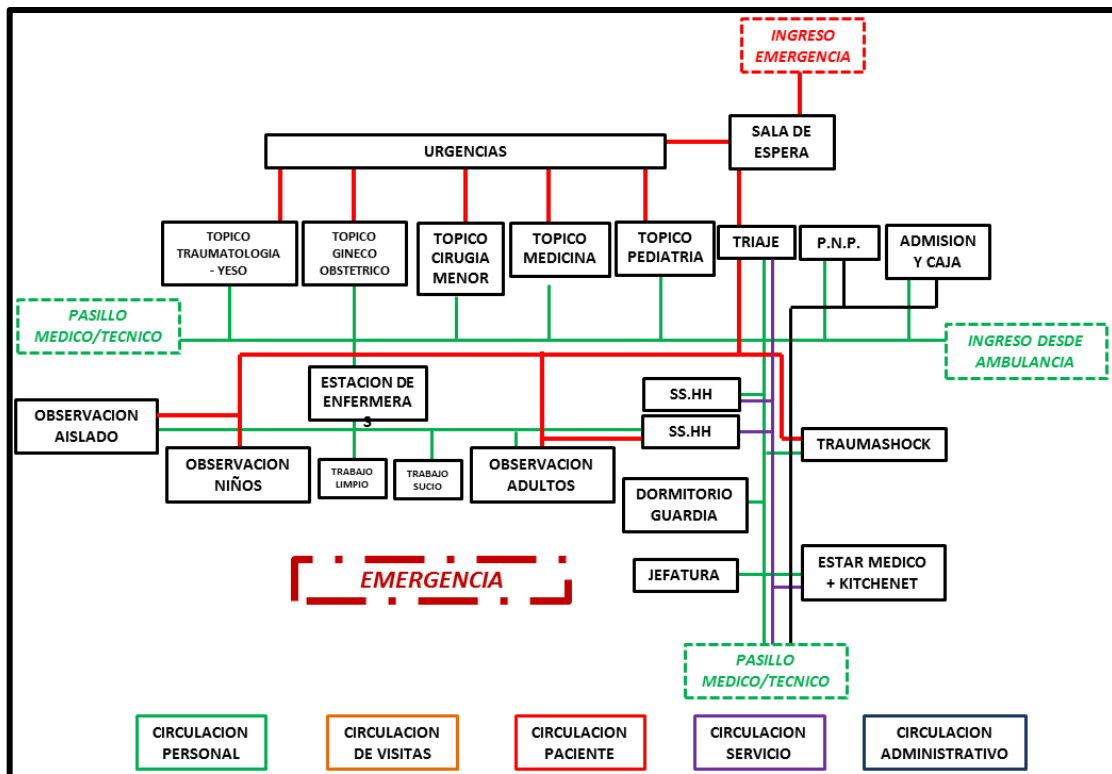 INGRESO
EMERGENCIA
SALA DE
ESPERA
URGENCIAS
TOPICO
TRAUMATOLOGIA
- YESO
TOPICO
GINECO
OBSTETRICO
TOPICO
CIRUGIA
MENOR
TOPICO
MEDICINA
TOPICO
PEDIATRIA
TRIAJE
P.N.P.
ADMISION
Y CAJA
PASILLO
MEDICO/TECNICO
INGRESO DESDE
AMBULANCIA
ESTACION DE
ENFERMERA
S
OBSERVACION
AISLADO
SS.HH
SS.HH
TRAUMASHOCK
OBSERVACION
NIÑOS
TRABAJO
LIMPIO
TRABAJO
SUCIO
OBSERVACION
ADULTOS
DORMITORIO
GUARDIA
EMERGENCIA
JEFATURA
ESTAR MEDICO
+ KITCHENET
PASILLO
MEDICO/TECNICO
CIRCULACION
PERSONAL
CIRCULACION
DE VISITAS
CIRCULACION
PACIENTE
CIRCULACION
SERVICIO
CIRCULACION
ADMINISTRATIVO